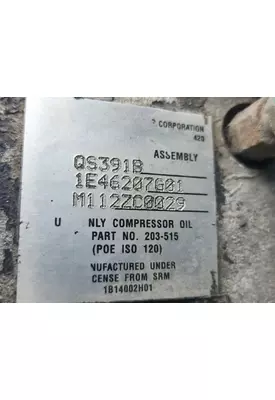 CORPORATION
ASSEMBLY
QS391B
1E46207G01
M112ZC0029
U NLY COMPRESSOR OIL
PART NO. 203-515
(POE ISO 120)
NUFACTURED UNDER
CENSE FROM SRM
1B14002H01